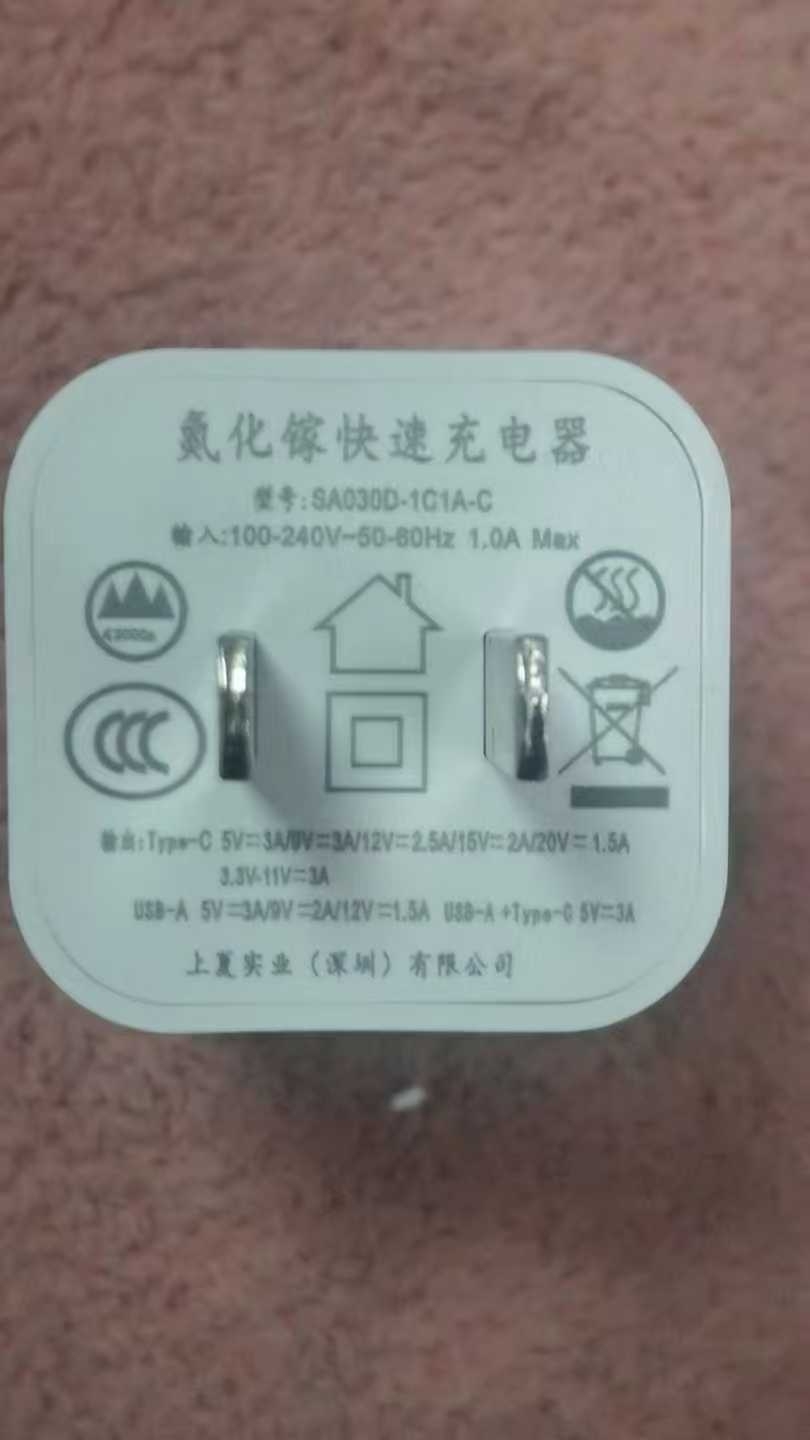 氮化镓快速充电器
型号:SA030D-1C1A-C
输入:100-240V~50-60Hz 1.0A Max
输出:Type-C 5V=3A/9V=3A/12V=2.5A/15V=2A/20V=1.5A
3.3V-11V=3A
USB-A 5V=3A/9V=2A/12V=1.5A USB-A+Type-C 5V=3A
上夏实业（深圳）有限公司